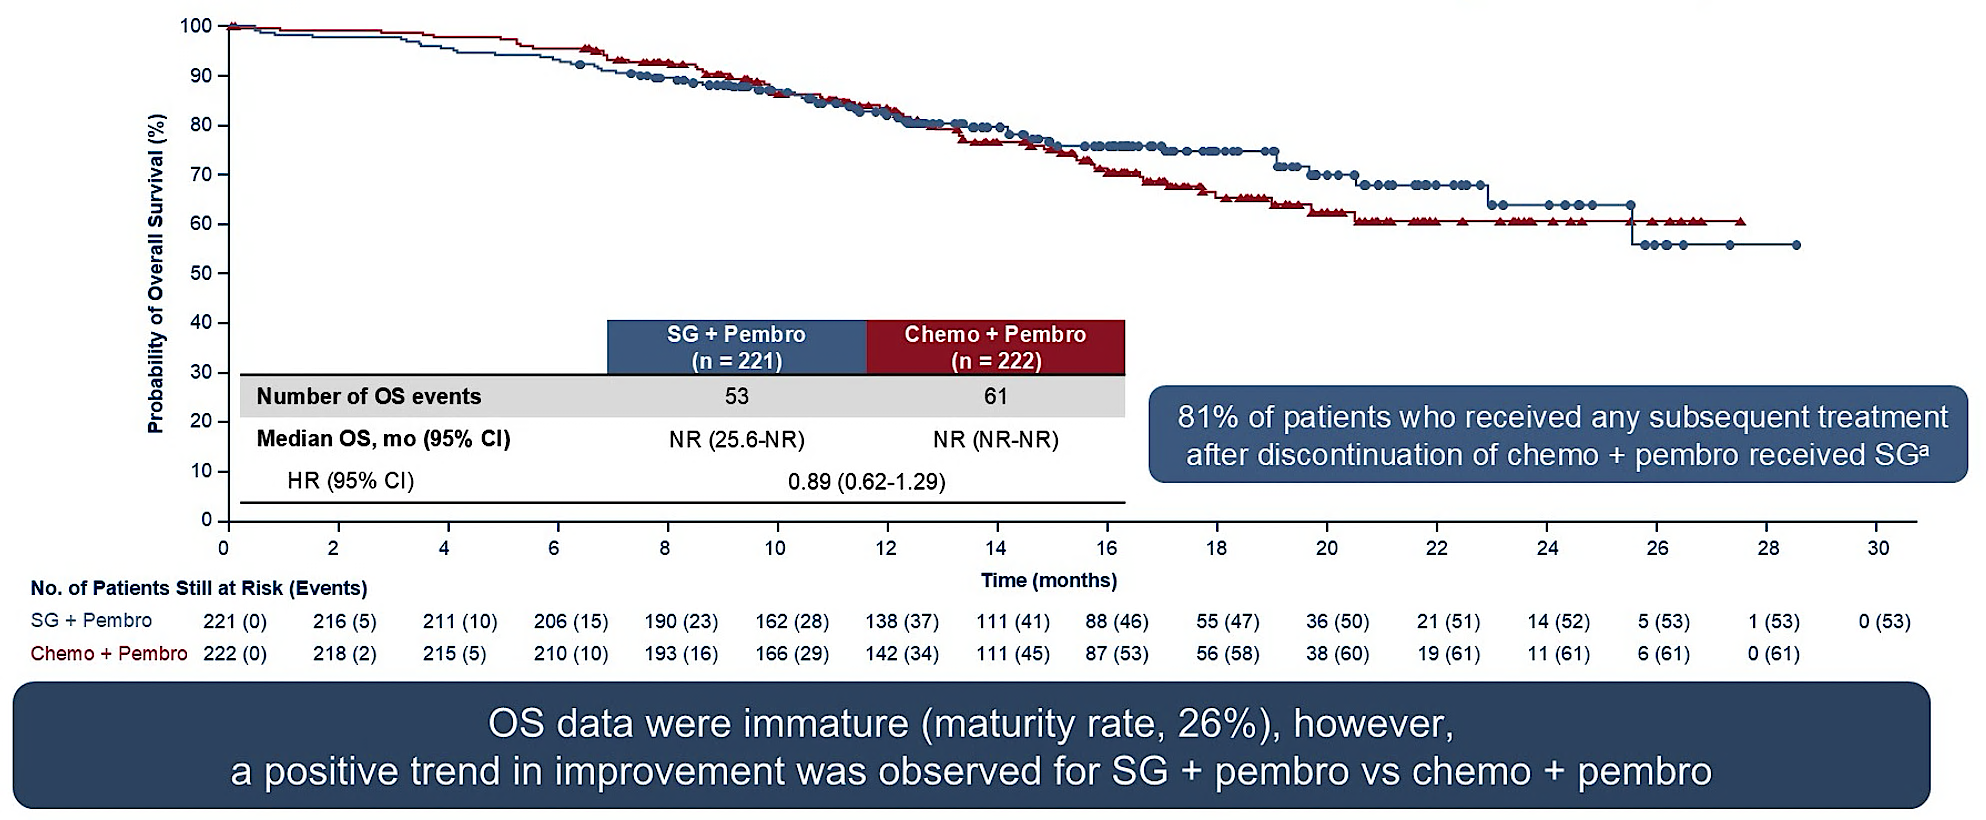 Probability of Overall Survival (%)
100
90
80
70
60
50
40
30
20
10
0
SG + Pembro
(n = 221)
Chemo + Pembro
(n = 222)
Number of OS events 53 61
Median OS, mo (95% CI) NR (25.6-NR) NR (NR-NR)
HR (95% CI) 0.89 (0.62-1.29)
81% of patients who received any subsequent treatment
after discontinuation of chemo + pembro received SGᵃ
0 2 4 6 8 10 12 14 16 18 20 22 24 26 28 30
Time (months)
No. of Patients Still at Risk (Events)
SG + Pembro 221 (0) 216 (5) 211 (10) 206 (15) 190 (23) 162 (28) 138 (37) 111 (41) 88 (46) 55 (47) 36 (50) 21 (51) 14 (52) 5 (53) 1 (53) 0 (53)
Chemo + Pembro 222 (0) 218 (2) 215 (5) 210 (10) 193 (16) 166 (29) 142 (34) 111 (45) 87 (53) 56 (58) 38 (60) 19 (61) 11 (61) 6 (61) 0 (61)
OS data were immature (maturity rate, 26%), however,
a positive trend in improvement was observed for SG + pembro vs chemo + pembro